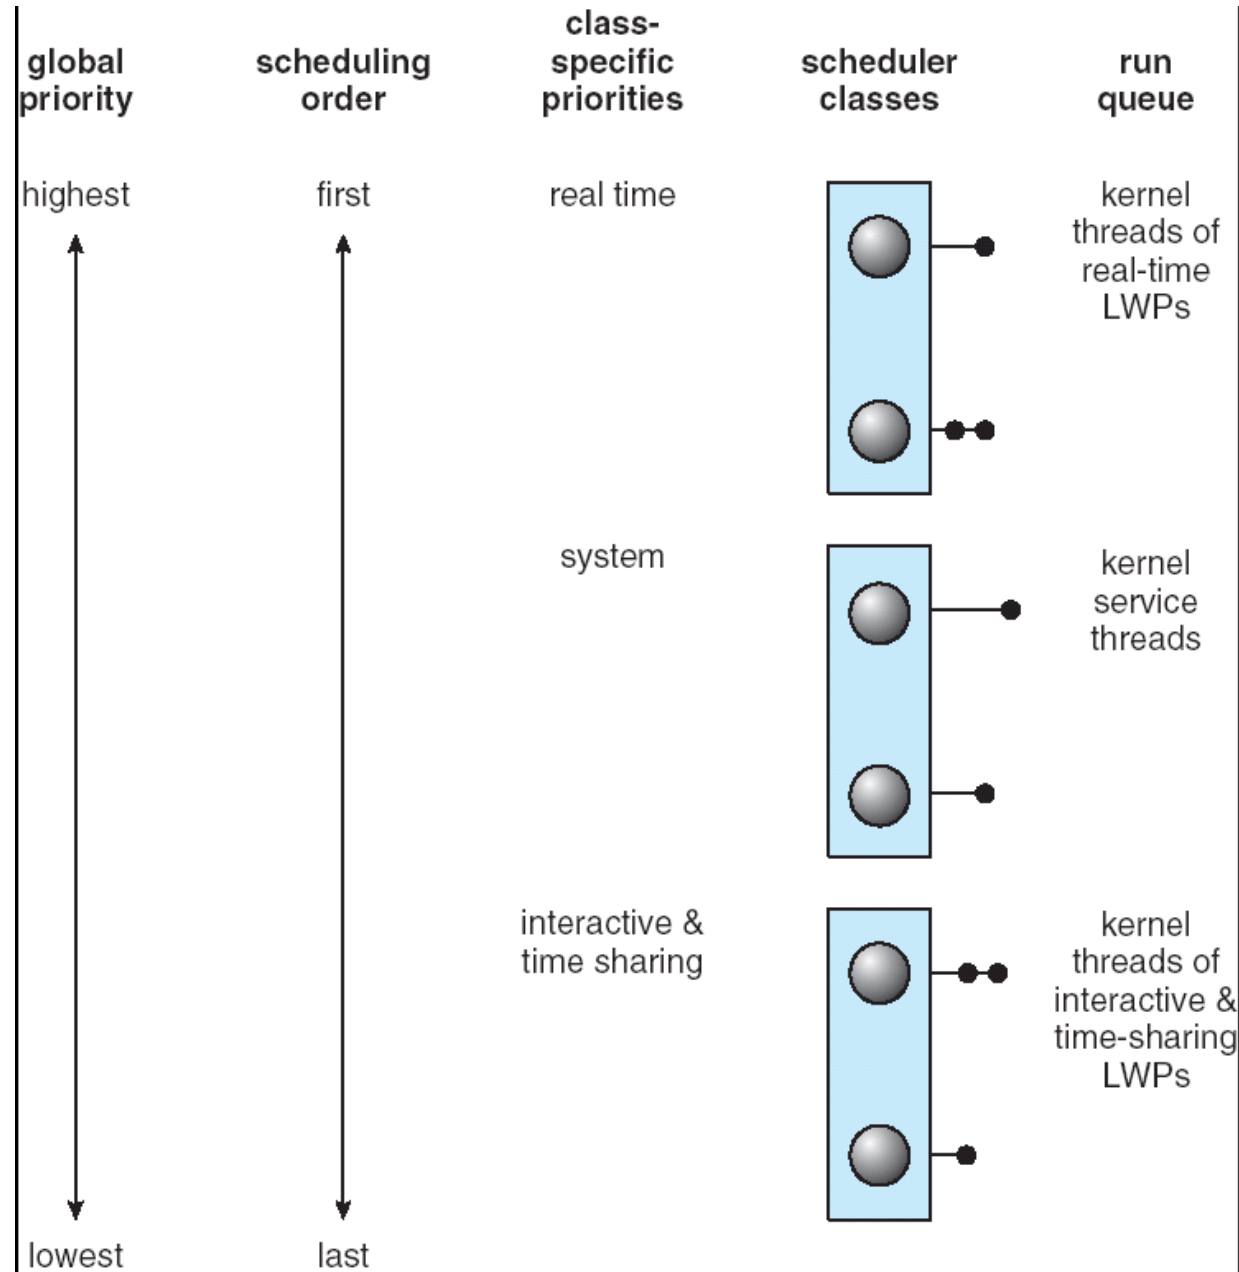 global
priority
scheduling
order
class-
specific
priorities
scheduler
classes
run
queue
highest
first
real time
kernel
threads of
real-time
LWPs
system
kernel
service
threads
interactive &
time sharing
kernel
threads of
interactive &
time-sharing
LWPs
lowest
last